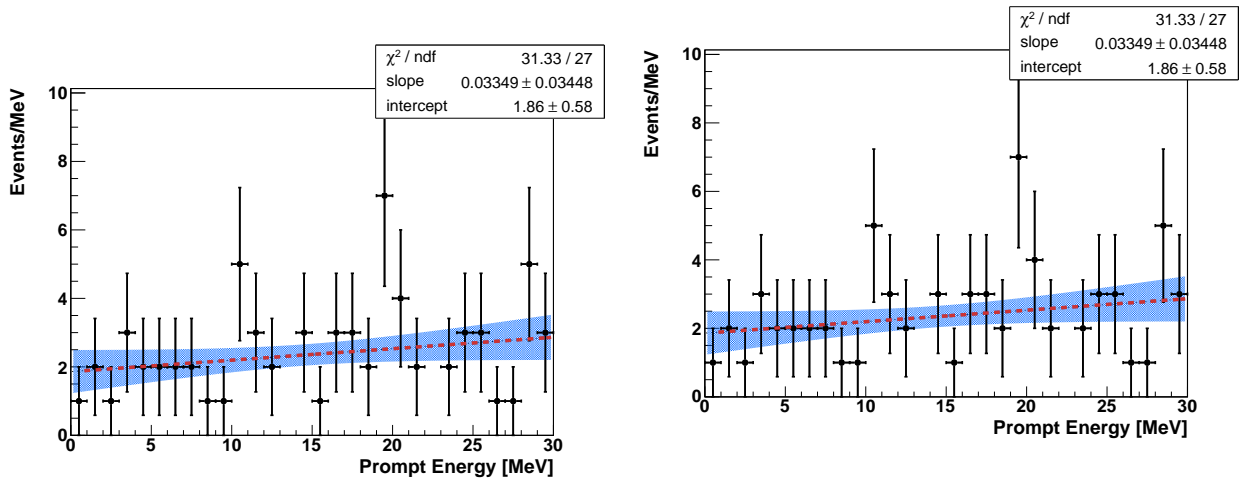 χ² / ndf 31.33 / 27
slope 0.03349 ± 0.03448
intercept 1.86 ± 0.58
Events/MeV
10
8
6
4
2
0
0 5 10 15 20 25 30
Prompt Energy [MeV]
χ² / ndf 31.33 / 27
slope 0.03349 ± 0.03448
intercept 1.86 ± 0.58
Events/MeV
10
8
6
4
2
0
0 5 10 15 20 25 30
Prompt Energy [MeV]